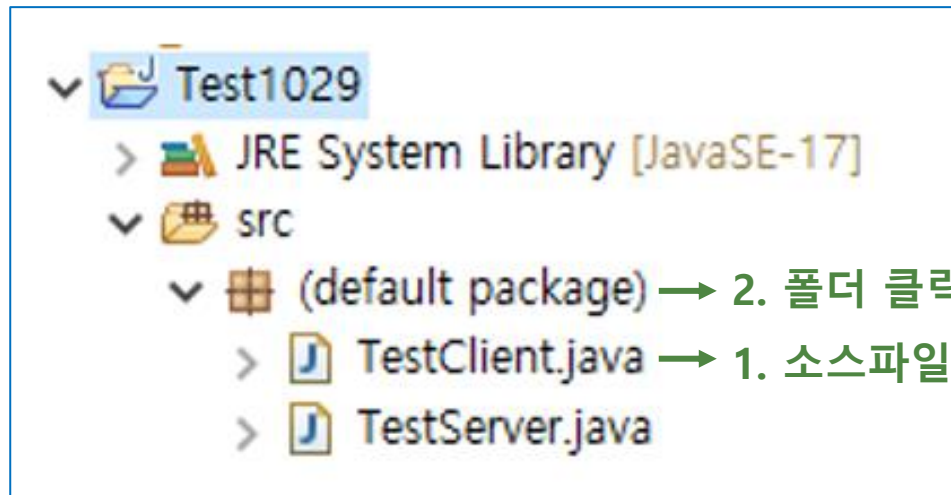 Test1029
JRE System Library [JavaSE-17]
src
(default package) → 2. 폴더 클릭
TestClient.java → 1. 소스파일
TestServer.java